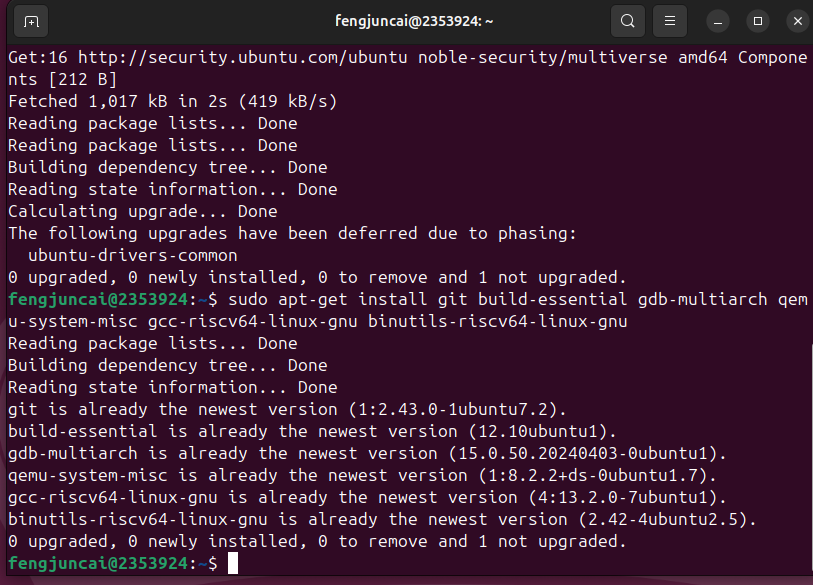 fengjuncai@2353924: ~
Get:16 http://security.ubuntu.com/ubuntu noble-security/multiverse amd64 Compone
nts [212 B]
Fetched 1,017 kB in 2s (419 kB/s)
Reading package lists... Done
Reading package lists... Done
Building dependency tree... Done
Reading state information... Done
Calculating upgrade... Done
The following upgrades have been deferred due to phasing:
  ubuntu-drivers-common
0 upgraded, 0 newly installed, 0 to remove and 1 not upgraded.
fengjuncai@2353924:~$ sudo apt-get install git build-essential gdb-multiarch qem
u-system-misc gcc-riscv64-linux-gnu binutils-riscv64-linux-gnu
Reading package lists... Done
Building dependency tree... Done
Reading state information... Done
git is already the newest version (1:2.43.0-1ubuntu7.2).
build-essential is already the newest version (12.10ubuntu1).
gdb-multiarch is already the newest version (15.0.50.20240403-0ubuntu1).
qemu-system-misc is already the newest version (1:8.2.2+ds-0ubuntu1.7).
gcc-riscv64-linux-gnu is already the newest version (4:13.2.0-7ubuntu1).
binutils-riscv64-linux-gnu is already the newest version (2.42-4ubuntu2.5).
0 upgraded, 0 newly installed, 0 to remove and 1 not upgraded.
fengjuncai@2353924:~$